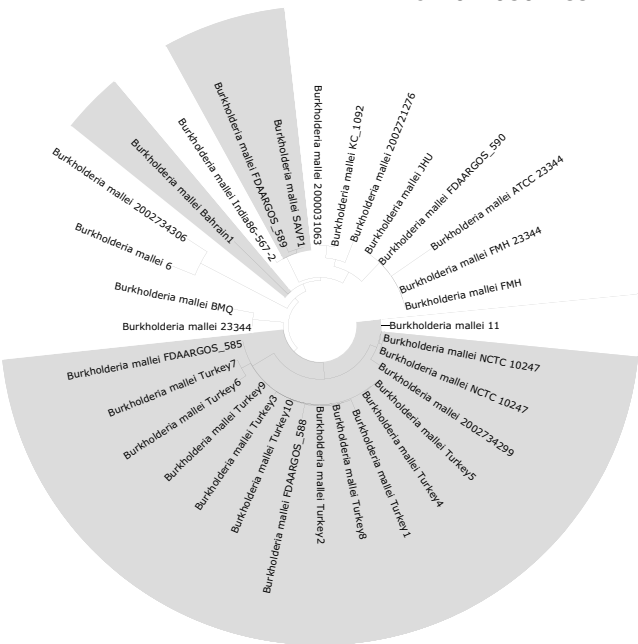 Burkholderia mallei 2000031063
Burkholderia mallei KC_1092
Burkholderia mallei 2002721276
Burkholderia mallei JHU
Burkholderia mallei FDAARGOS_590
Burkholderia mallei ATCC 23344
Burkholderia mallei FMH 23344
Burkholderia mallei FMH
Burkholderia mallei 11
Burkholderia mallei NCTC 10247
Burkholderia mallei NCTC 10247
Burkholderia mallei 2002734299
Burkholderia mallei Turkey5
Burkholderia mallei Turkey4
Burkholderia mallei Turkey1
Burkholderia mallei Turkey8
Burkholderia mallei Turkey2
Burkholderia mallei FDAARGOS_588
Burkholderia mallei Turkey10
Burkholderia mallei Turkey3
Burkholderia mallei Turkey9
Burkholderia mallei Turkey6
Burkholderia mallei Turkey7
Burkholderia mallei FDAARGOS_585
Burkholderia mallei 23344
Burkholderia mallei BMQ
Burkholderia mallei 6
Burkholderia mallei 2002734306
Burkholderia mallei Bahrain1
Burkholderia mallei India86-567-2
Burkholderia mallei FDAARGOS_589
Burkholderia mallei SAVP1